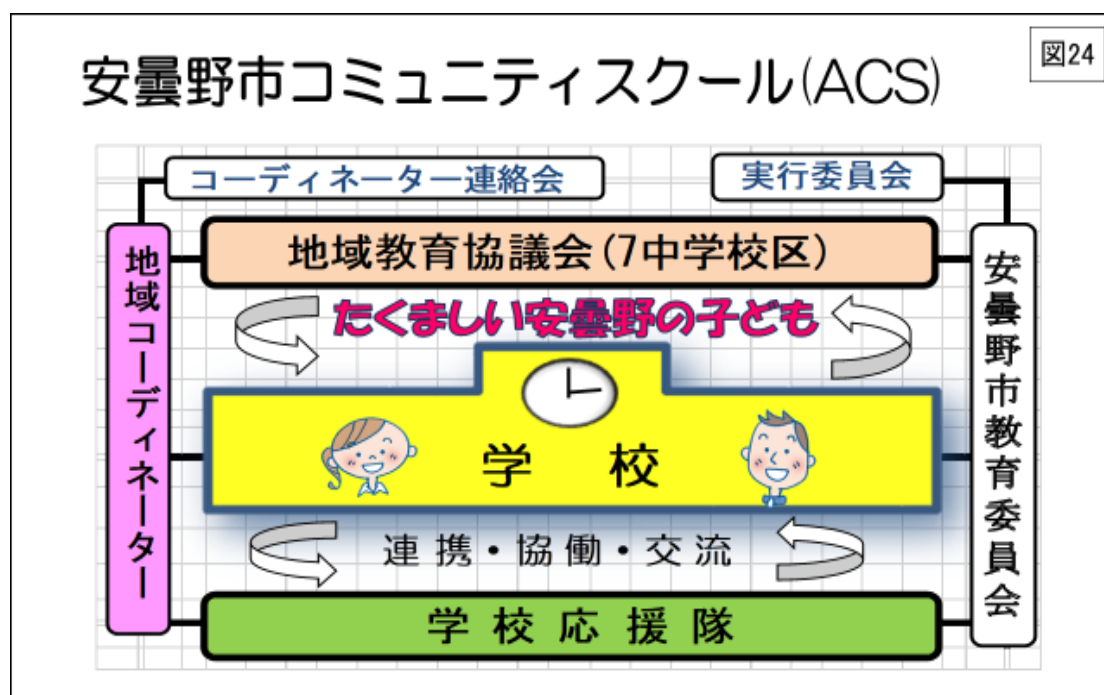 図24
安曇野市コミュニティスクール(ACS)
コーディネーター連絡会
実行委員会
地域教育協議会(7中学校区)
地域コーディネーター
安曇野市教育委員会
たくましい安曇野の子ども
学校
連携・協働・交流
学校応援隊